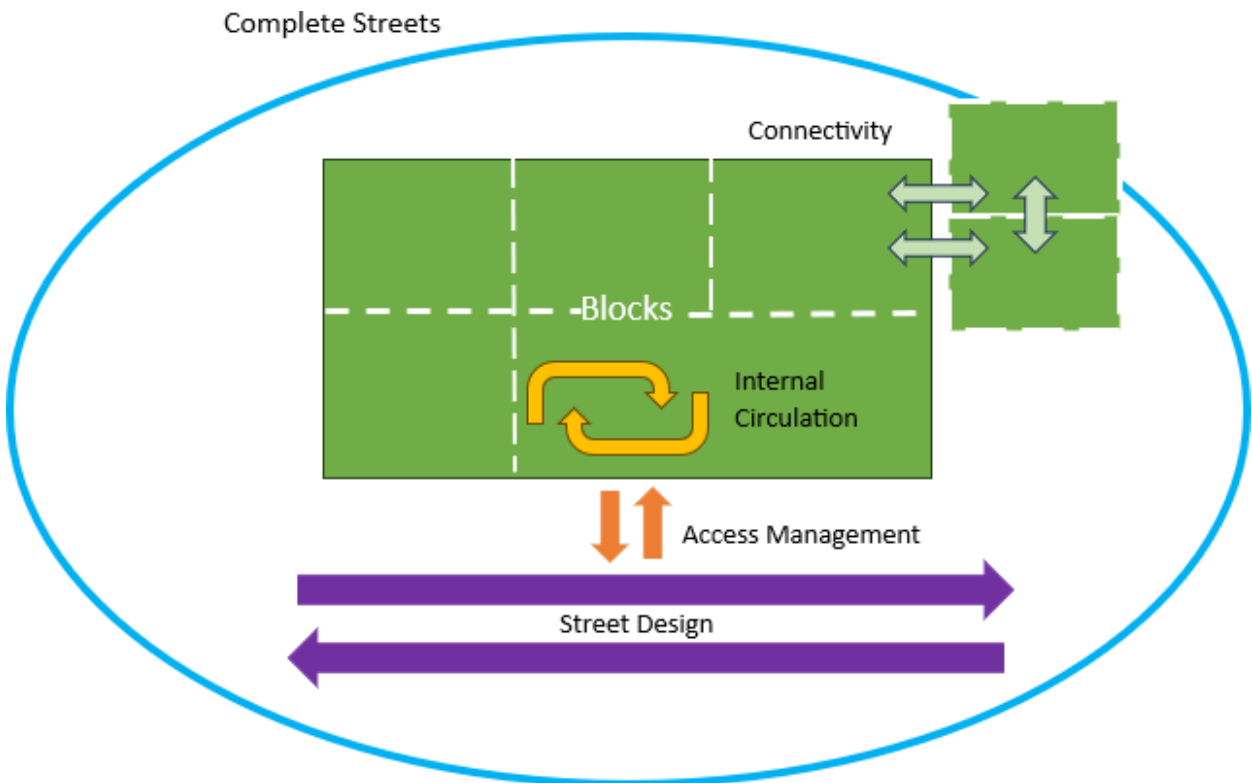 Complete Streets
Connectivity
Blocks
Internal
Circulation
Access Management
Street Design